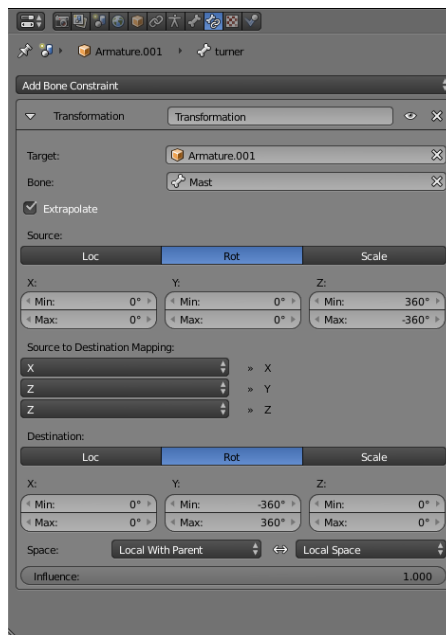 Armature.001 turner
Add Bone Constraint
Transformation Transformation
Target: Armature.001
Bone: Mast
Extrapolate
Source:
Loc Rot Scale
X: Y: Z:
Min: 0° Min: 0° Min: 360°
Max: 0° Max: 0° Max: -360°
Source to Destination Mapping:
X » X
Z » Y
Z » Z
Destination:
Loc Rot Scale
X: Y: Z:
Min: 0° Min: -360° Min: 0°
Max: 0° Max: 360° Max: 0°
Space: Local With Parent Local Space
Influence: 1.000